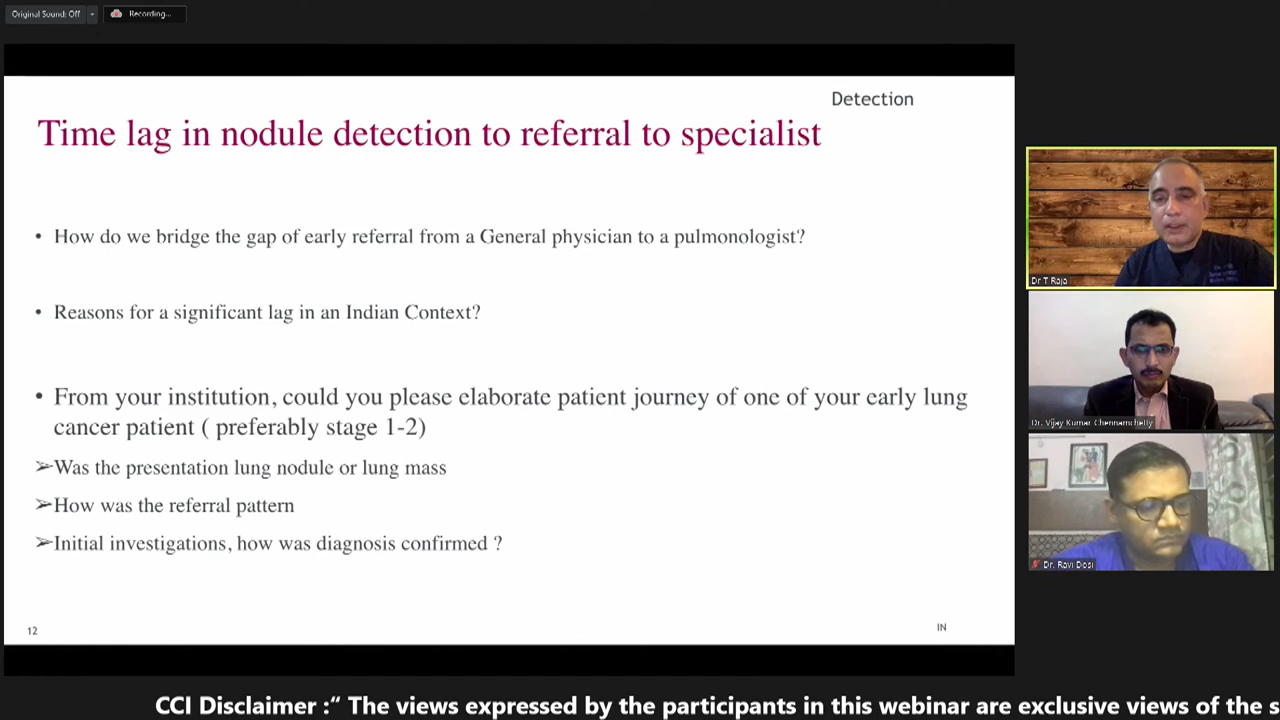 Original Sound: Off
Recording...
Detection
Time lag in nodule detection to referral to specialist
• How do we bridge the gap of early referral from a General physician to a pulmonologist?
• Reasons for a significant lag in an Indian Context?
• From your institution, could you please elaborate patient journey of one of your early lung
cancer patient ( preferably stage 1-2)
➢Was the presentation lung nodule or lung mass
➢How was the referral pattern
➢Initial investigations, how was diagnosis confirmed ?
12
IN
Dr T Raja
Dr. Vijay Kumar Chennamchetty
Dr. Ravi Dosi
CCI Disclaimer :“ The views expressed by the participants in this webinar are exclusive views of the s